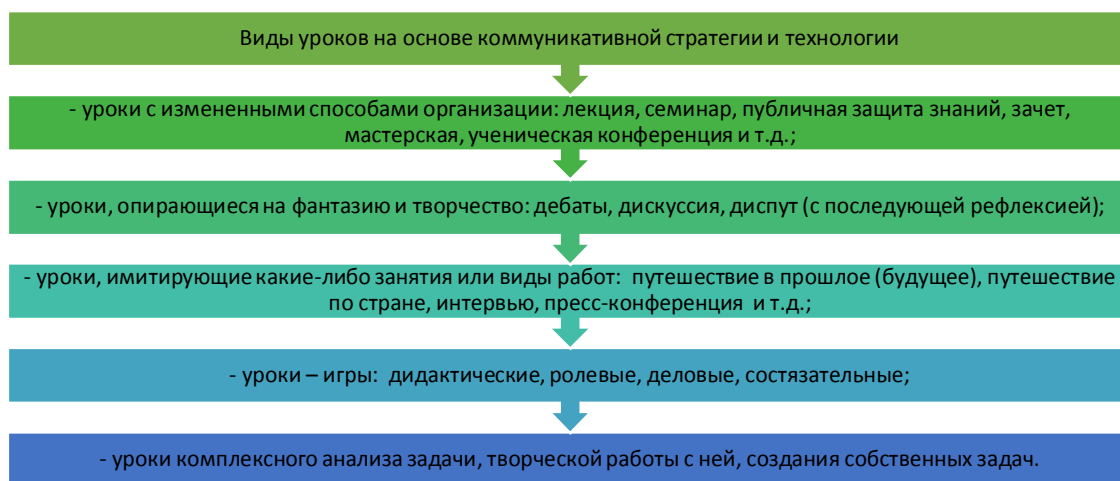 Виды уроков на основе коммуникативной стратегии и технологии
- уроки с измененными способами организации: лекция, семинар, публичная защита знаний, зачет,
мастерская, ученическая конференция и т.д.;
- уроки, опирающиеся на фантазию и творчество: дебаты, дискуссия, диспут (с последующей рефлексией);
- уроки, имитирующие какие-либо занятия или виды работ: путешествие в прошлое (будущее), путешествие
по стране, интервью, пресс-конференция и т.д.;
- уроки – игры: дидактические, ролевые, деловые, состязательные;
- уроки комплексного анализа задачи, творческой работы с ней, создания собственных задач.